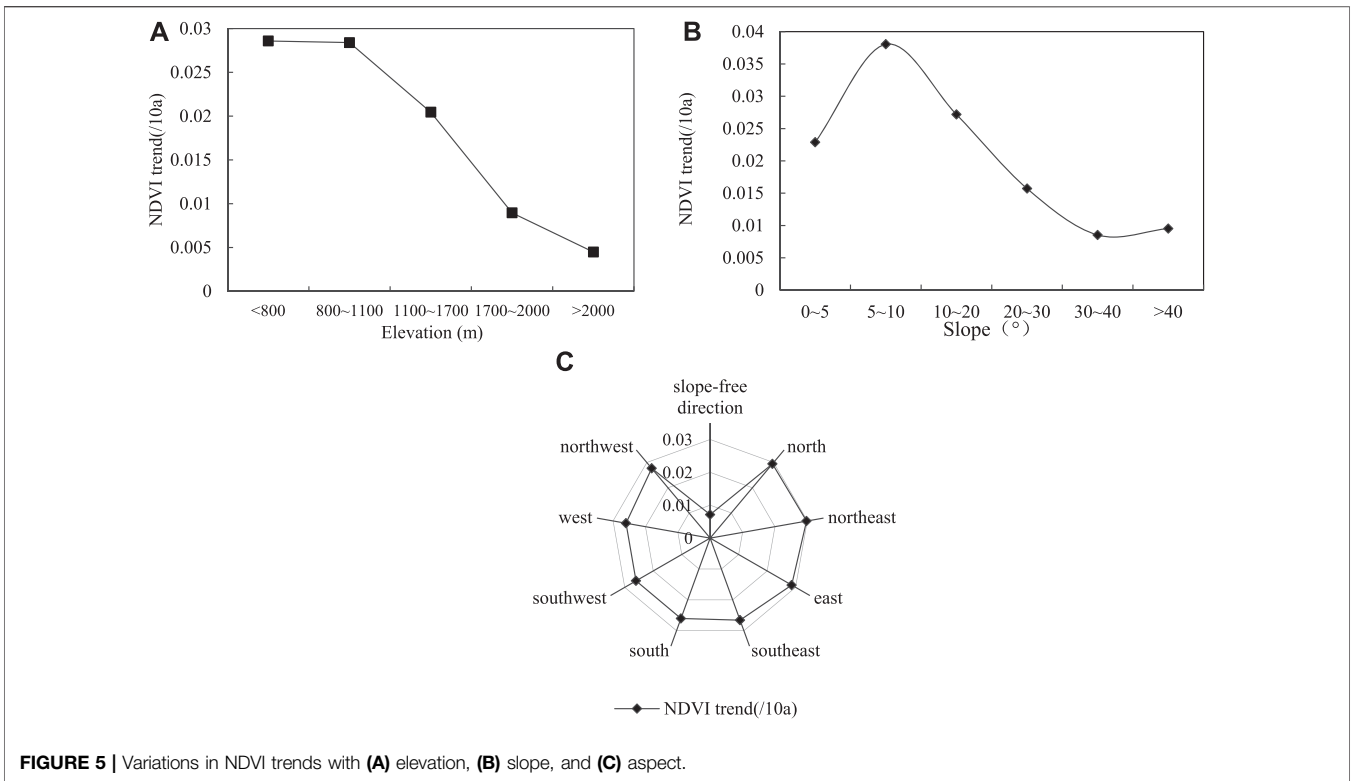 A
NDVI trend(/10a)
0.03
0.025
0.02
0.015
0.01
0.005
0
<800 800~1100 1100~1700 1700~2000 >2000
Elevation (m)
B
NDVI trend(/10a)
0.04
0.035
0.03
0.025
0.02
0.015
0.01
0.005
0
0~5 5~10 10~20 20~30 30~40 >40
Slope（°）
C
slope-free
direction
north
northeast
east
southeast
south
southwest
west
northwest
0.03
0.02
0.01
0
NDVI trend(/10a)
FIGURE 5 | Variations in NDVI trends with (A) elevation, (B) slope, and (C) aspect.